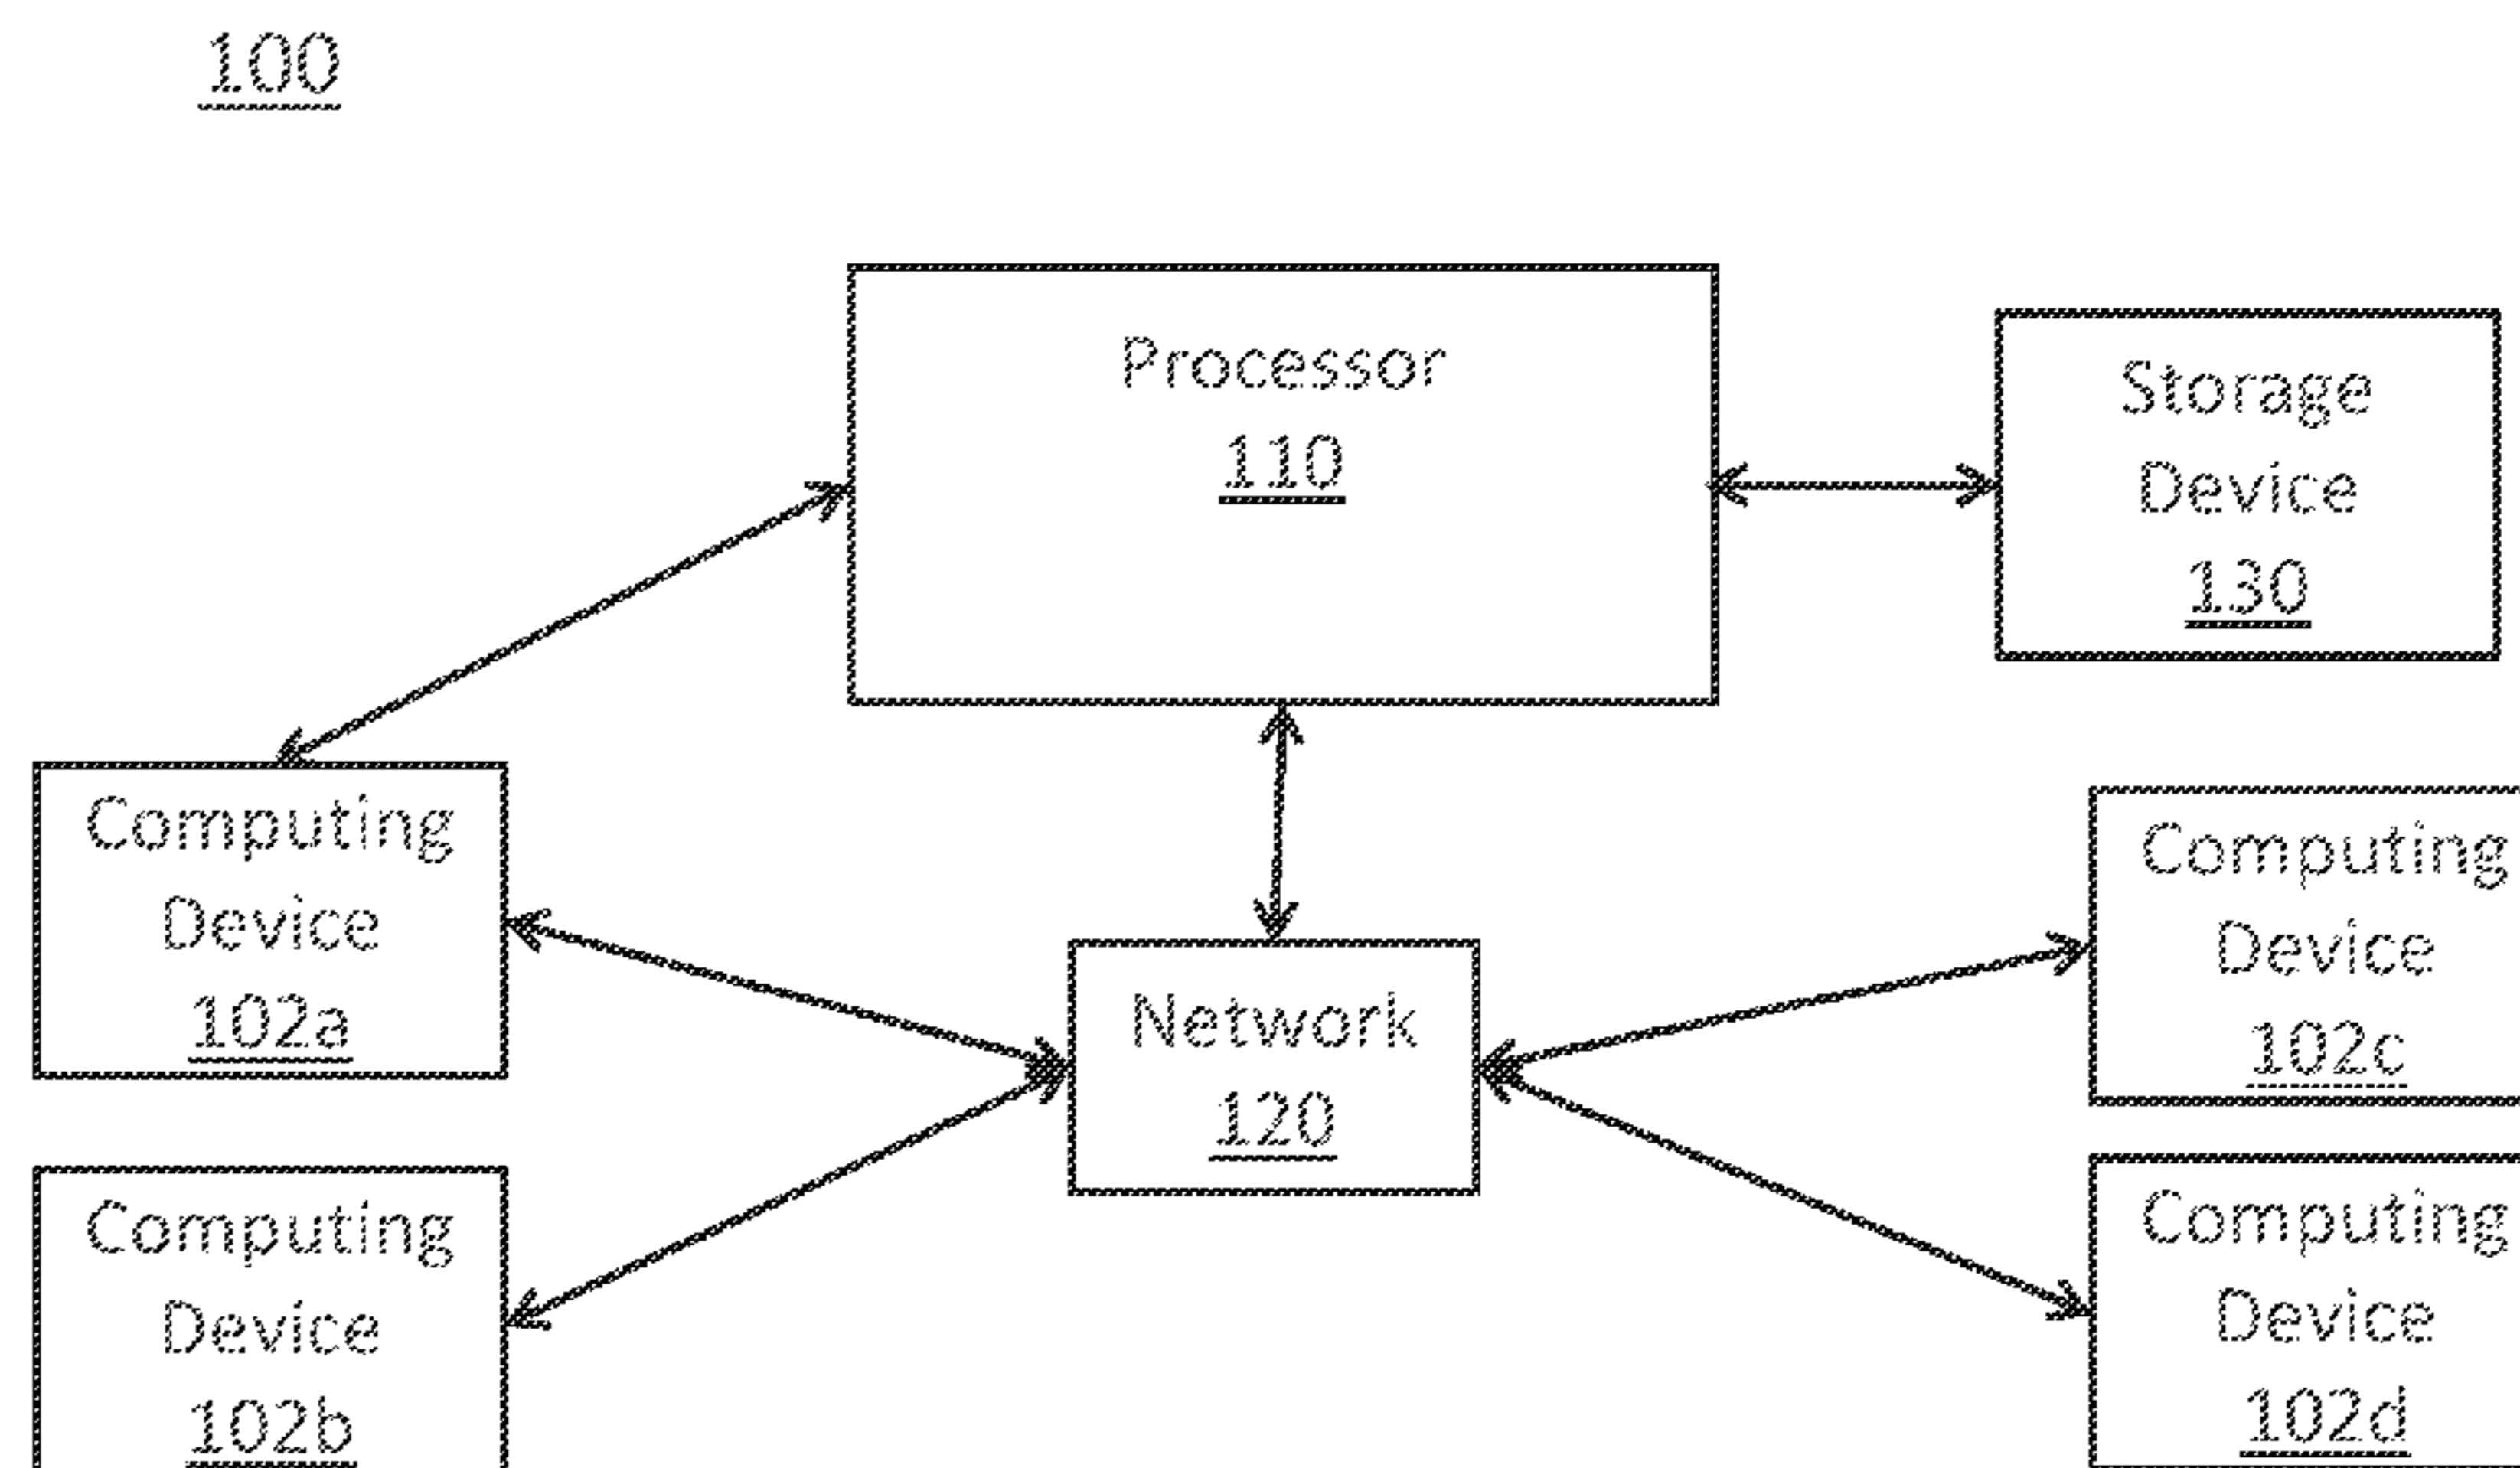 100
Processor
110
Storage
Device
130
Computing
Device
102a
Network
120
Computing
Device
102c
Computing
Device
102b
Computing
Device
102d